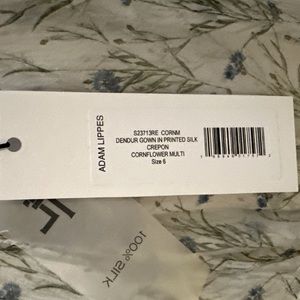 ADAM LIPPES
S23713RE CORNM
DENDUR GOWN IN PRINTED SILK
CREPON
CORNFLOWER MULTI
Size 6
100% SILK